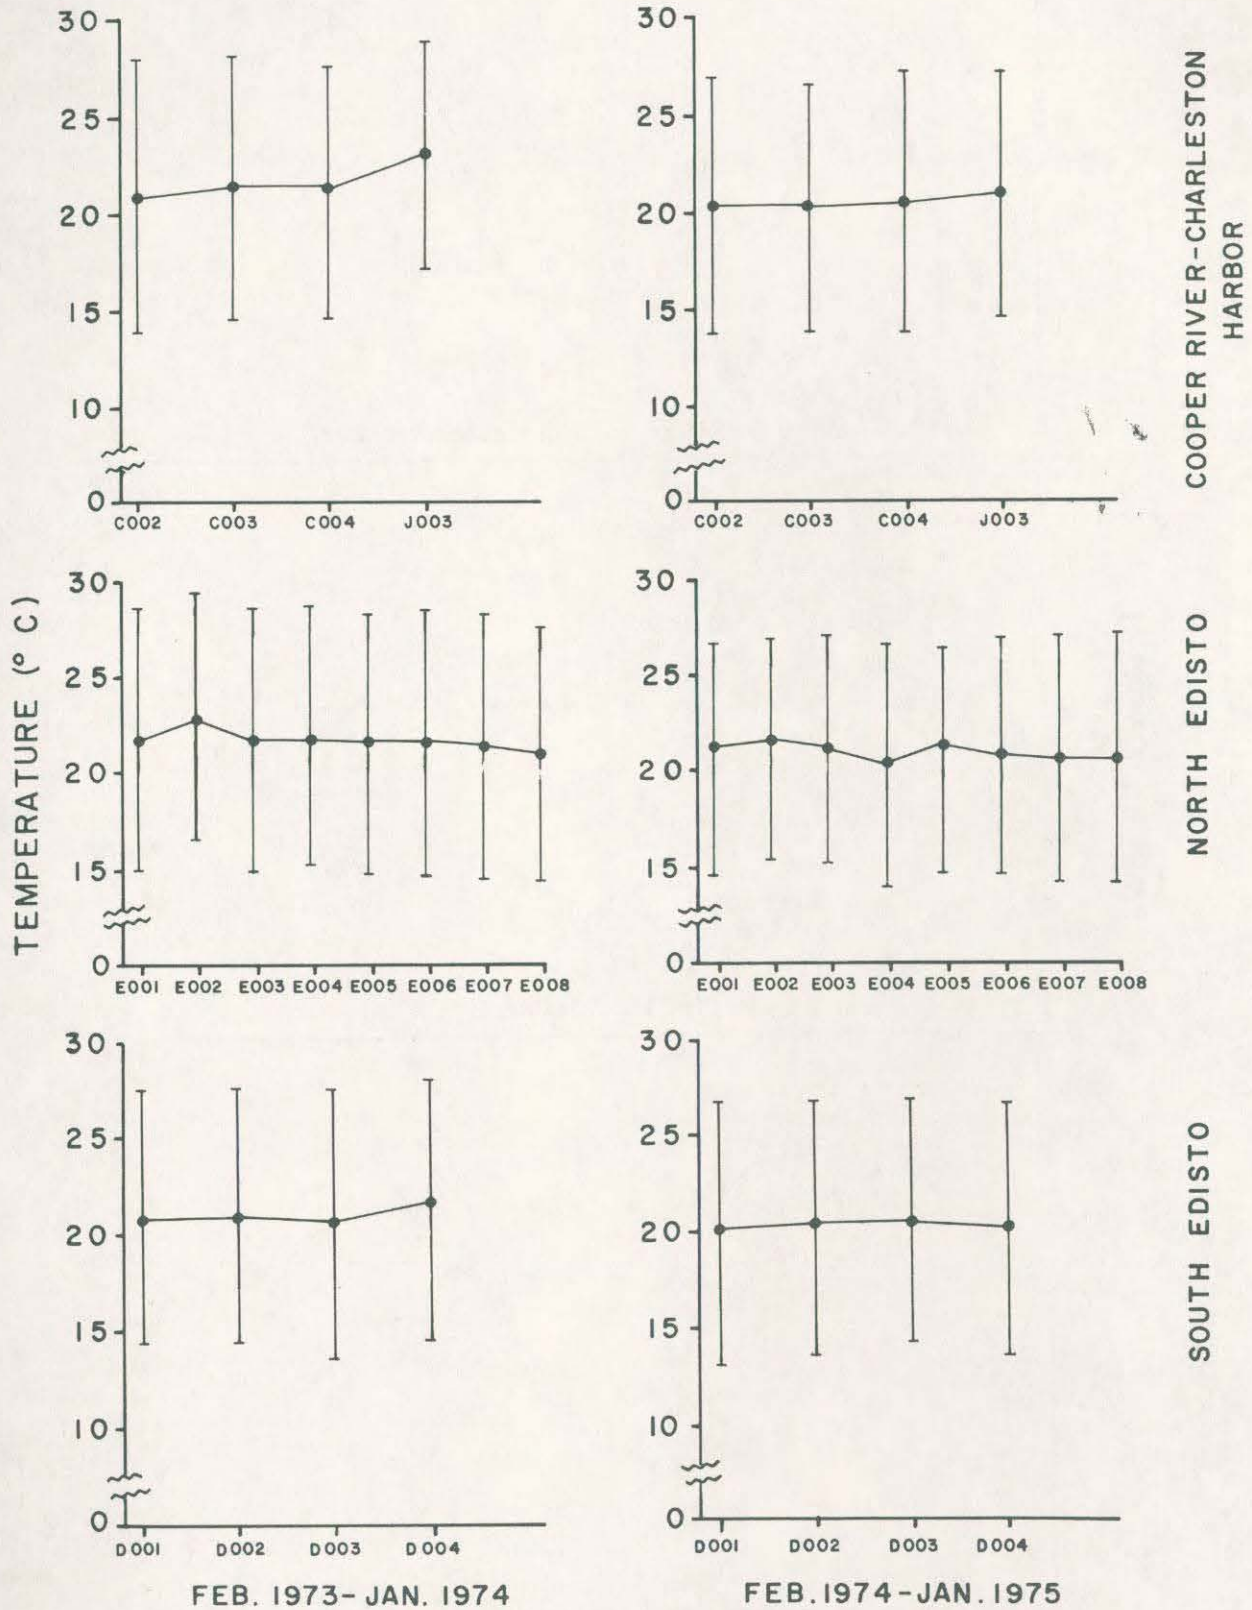 30
25
20
15
10
0
C002 C003 C004 J003
30
25
20
15
10
0
C002 C003 C004 J003
COOPER RIVER-CHARLESTON
HARBOR
TEMPERATURE (° C)
30
25
20
15
0
E001 E002 E003 E004 E005 E006 E007 E008
30
25
20
15
0
E001 E002 E003 E004 E005 E006 E007 E008
NORTH EDISTO
30
25
20
15
10
0
D001 D002 D003 D004
FEB. 1973-JAN. 1974
30
25
20
15
10
0
D001 D002 D003 D004
FEB. 1974-JAN. 1975
SOUTH EDISTO